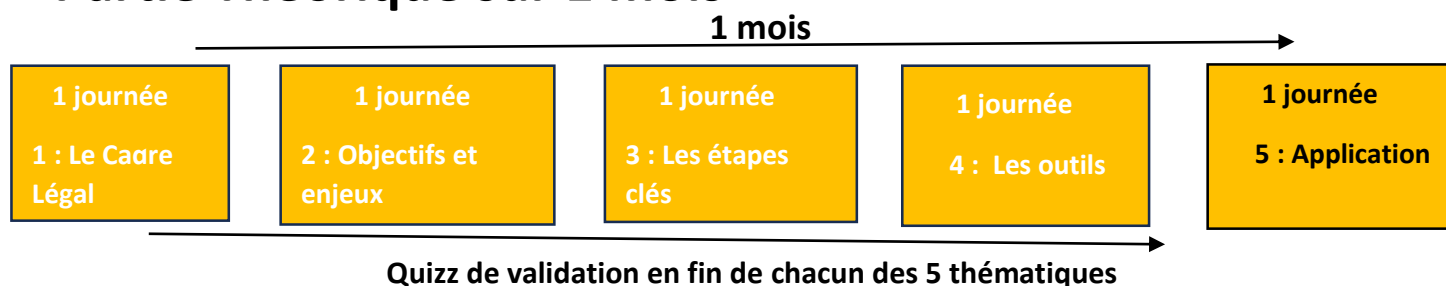 1 mois
1 journée
1 : Le Cadre
Légal
1 journée
2 : Objectifs et
enjeux
1 journée
3 : Les étapes
clés
1 journée
4 : Les outils
1 journée
5 : Application
Quizz de validation en fin de chacun des 5 thématiques